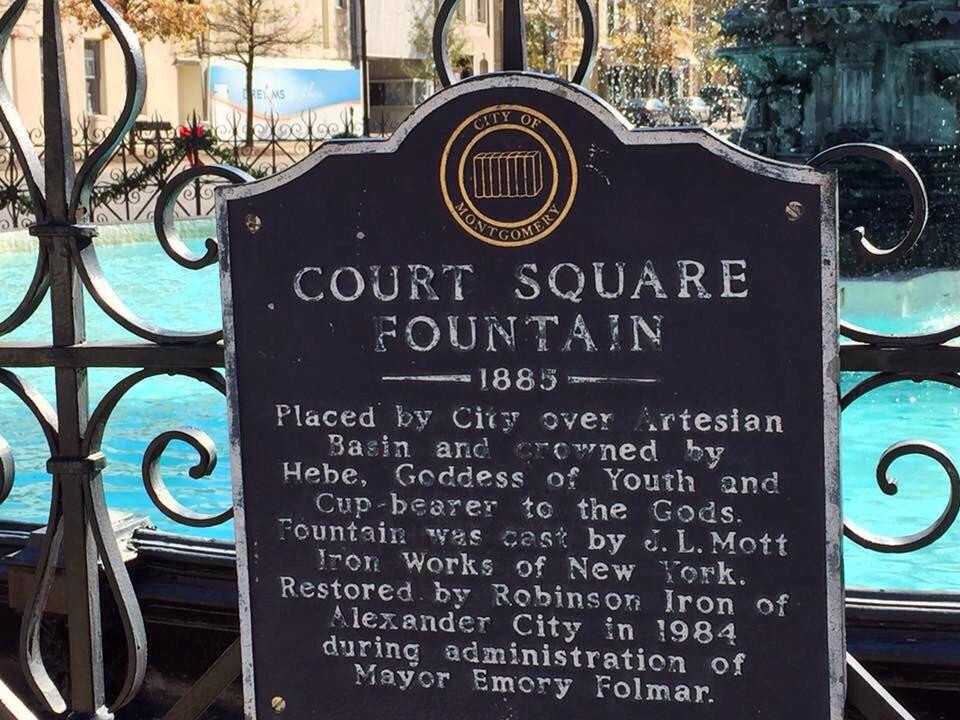 DREAMS
CITY OF
MONTGOMERY
COURT SQUARE
FOUNTAIN
1885
Placed by City over Artesian
Basin and crowned by
Hebe, Goddess of Youth and
Cup-bearer to the Gods.
Fountain was cast by J. L. Mott
Iron Works of New York.
Restored by Robinson Iron of
Alexander City in 1984
during administration of
Mayor Emory Folmar.